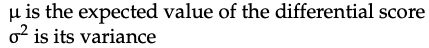 μ is the expected value of the differential score
σ² is its variance